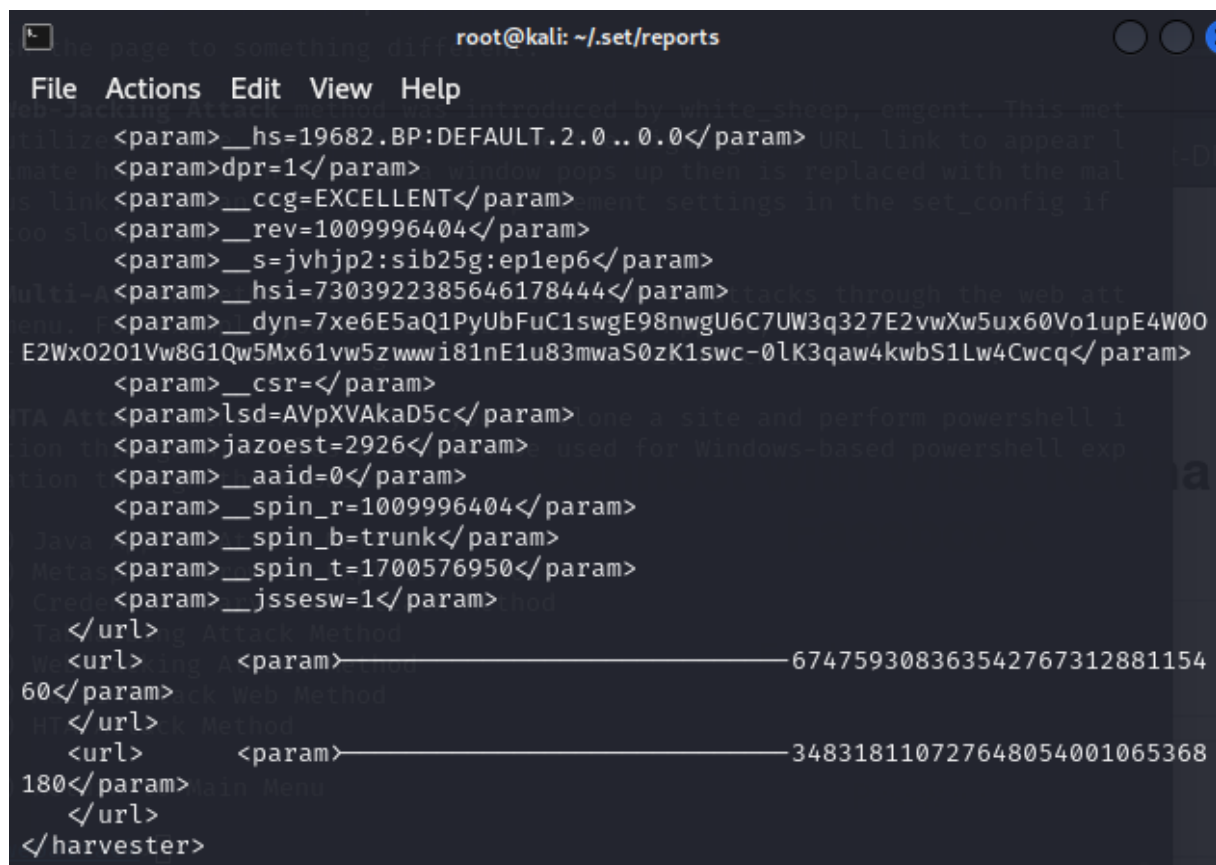 root@kali: ~/.set/reports
File Actions Edit View Help
<param>__hs=19682.BP:DEFAULT.2.0..0.0</param>
<param>dpr=1</param>
<param>__ccg=EXCELLENT</param>
<param>__rev=1009996404</param>
<param>__s=jvhjp2:sib25g:ep1ep6</param>
<param>__hsi=7303922385646178444</param>
<param>__dyn=7xe6E5aQ1PyUbFuC1swgE98nwgU6C7UW3q327E2vwXw5ux60Vo1upE4W0O
E2WxO2O1Vw8G1Qw5Mx61vw5zwwwi81nE1u83mwaS0zK1swc-0lK3qaw4kwbS1Lw4Cwcq</param>
<param>__csr=</param>
<param>lsd=AVpXVAkaD5c</param>
<param>jazoest=2926</param>
<param>__aaid=0</param>
<param>__spin_r=1009996404</param>
<param>__spin_b=trunk</param>
<param>__spin_t=1700576950</param>
<param>__jssesw=1</param>
</url>
<url> <param>-----------------------------67475930836354276731288115​4
60</param>
</url>
<url> <param>-----------------------------348318110727648054001065368
180</param>
</url>
</harvester>